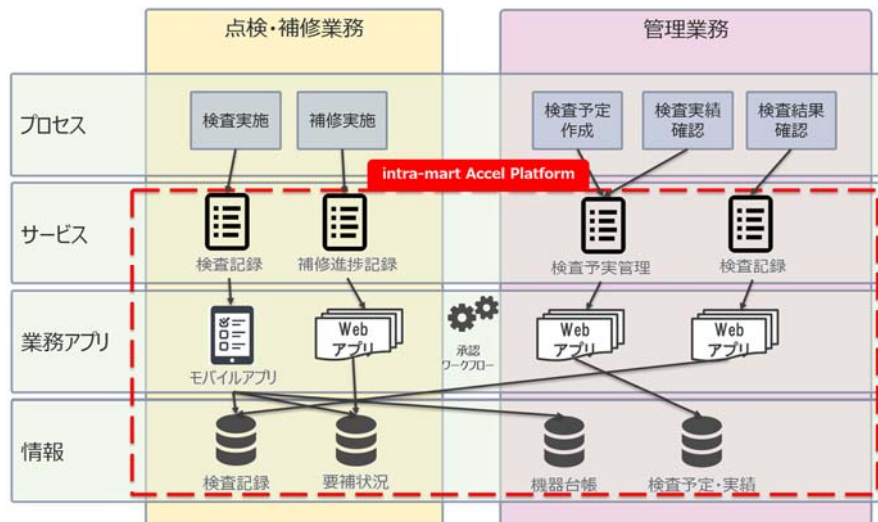 点検・補修業務
管理業務
プロセス
検査実施
補修実施
検査予定
作成
検査実績
確認
検査結果
確認
intra-mart Accel Platform
サービス
検査記録
補修進捗記録
検査予実管理
検査記録
業務アプリ
モバイルアプリ
Web
アプリ
承認
ワークフロー
Web
アプリ
Web
アプリ
情報
検査記録
要補状況
機器台帳
検査予定・実績